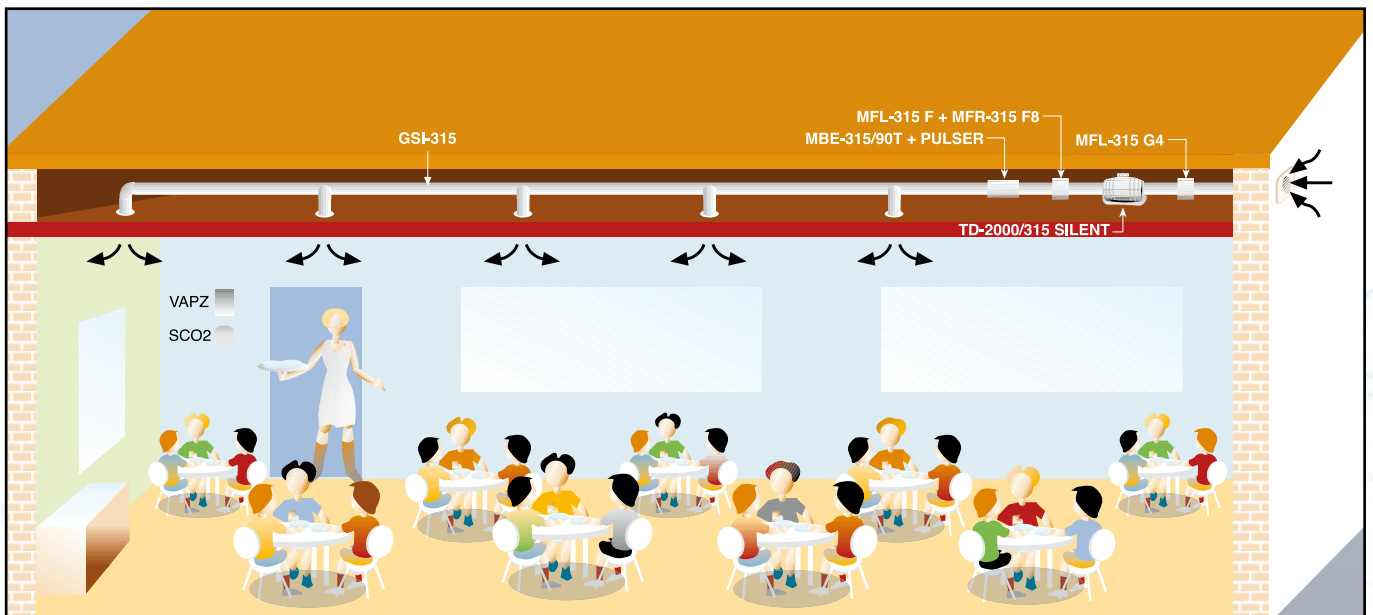 MFL-315 F + MFR-315 F8
GSI-315
MBE-315/90T + PULSER
MFL-315 G4
TD-2000/315 SILENT
VAPZ
SCO2